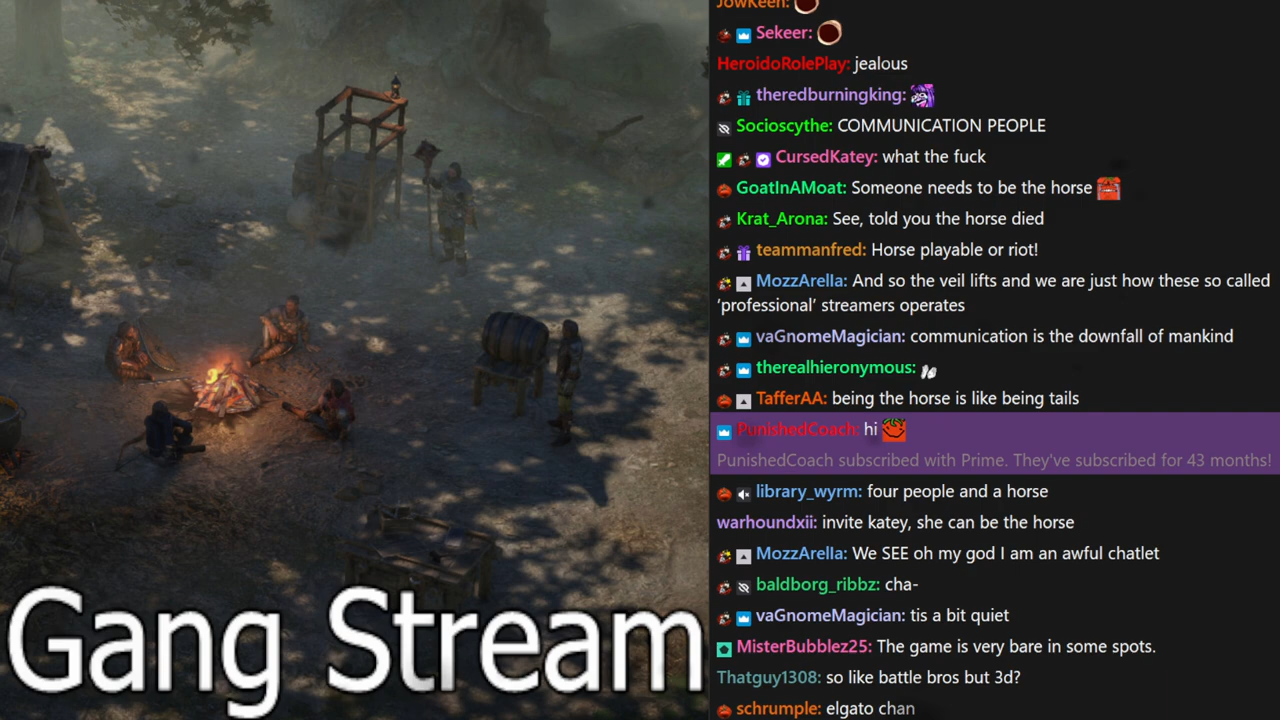 JowKeen:
Sekeer:
HeroidoRolePlay: jealous
theredburningking:
Socioscythe: COMMUNICATION PEOPLE
CursedKatey: what the fuck
GoatInAMoat: Someone needs to be the horse
Krat_Arona: See, told you the horse died
teammanfred: Horse playable or riot!
MozzArella: And so the veil lifts and we are just how these so called
‘professional’ streamers operates
vaGnomeMagician: communication is the downfall of mankind
therealhieronymous:
TafferAA: being the horse is like being tails
PunishedCoach: hi
PunishedCoach subscribed with Prime. They've subscribed for 43 months!
library_wyrm: four people and a horse
warhoundxii: invite katey, she can be the horse
MozzArella: We SEE oh my god I am an awful chatlet
baldborg_ribbz: cha-
vaGnomeMagician: tis a bit quiet
MisterBubblez25: The game is very bare in some spots.
Thatguy1308: so like battle bros but 3d?
schrumple: elgato chan
Gang Stream